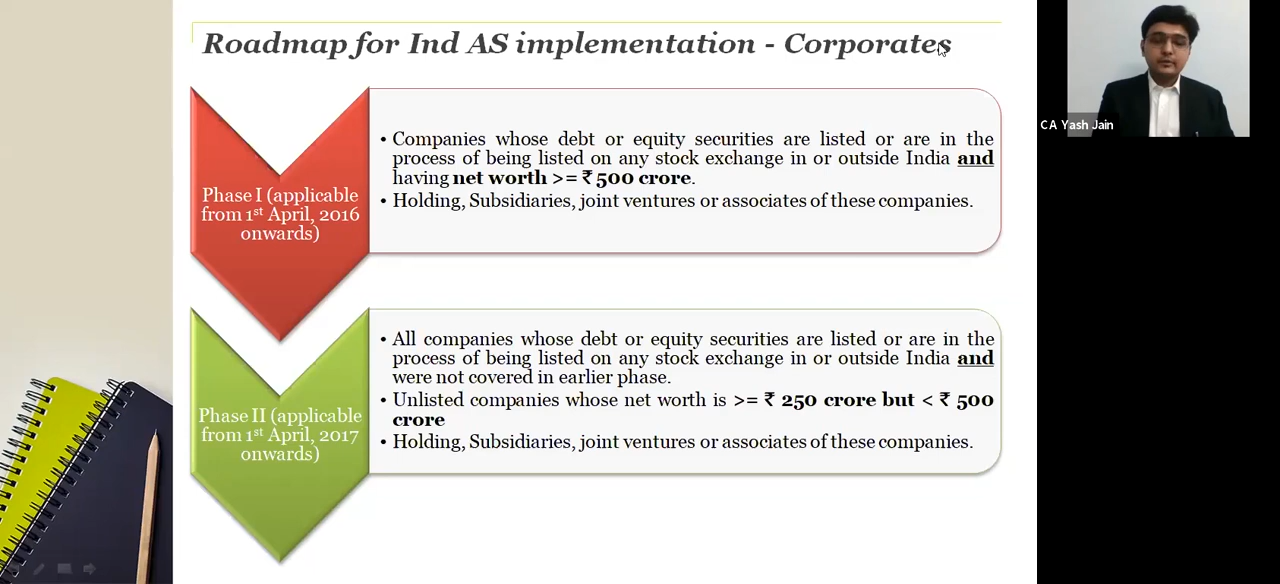 Roadmap for Ind AS implementation - Corporates
Phase I (applicable
from 1st April, 2016
onwards)
• Companies whose debt or equity securities are listed or are in the
process of being listed on any stock exchange in or outside India and
having net worth >= ₹ 500 crore.
• Holding, Subsidiaries, joint ventures or associates of these companies.
Phase II (applicable
from 1st April, 2017
onwards)
• All companies whose debt or equity securities are listed or are in the
process of being listed on any stock exchange in or outside India and
were not covered in earlier phase.
• Unlisted companies whose net worth is >= ₹ 250 crore but < ₹ 500
crore
• Holding, Subsidiaries, joint ventures or associates of these companies.
CA Yash Jain